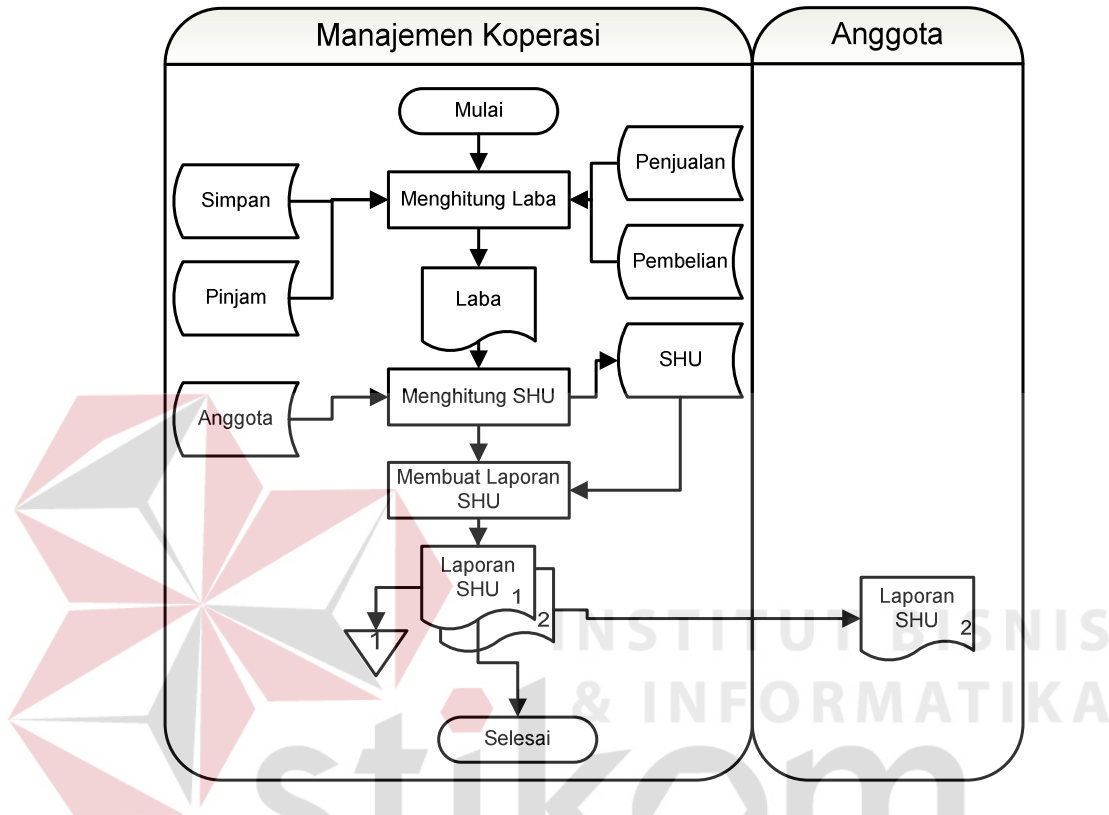 Manajemen Koperasi
Anggota
Mulai
Penjualan
Simpan
Menghitung Laba
Pembelian
Pinjam
Laba
SHU
Menghitung SHU
Anggota
Membuat Laporan
SHU
Laporan
SHU
1
2
1
Laporan
SHU
2
Selesai
INSTITUT BISNIS
& INFORMATIKA
stikom